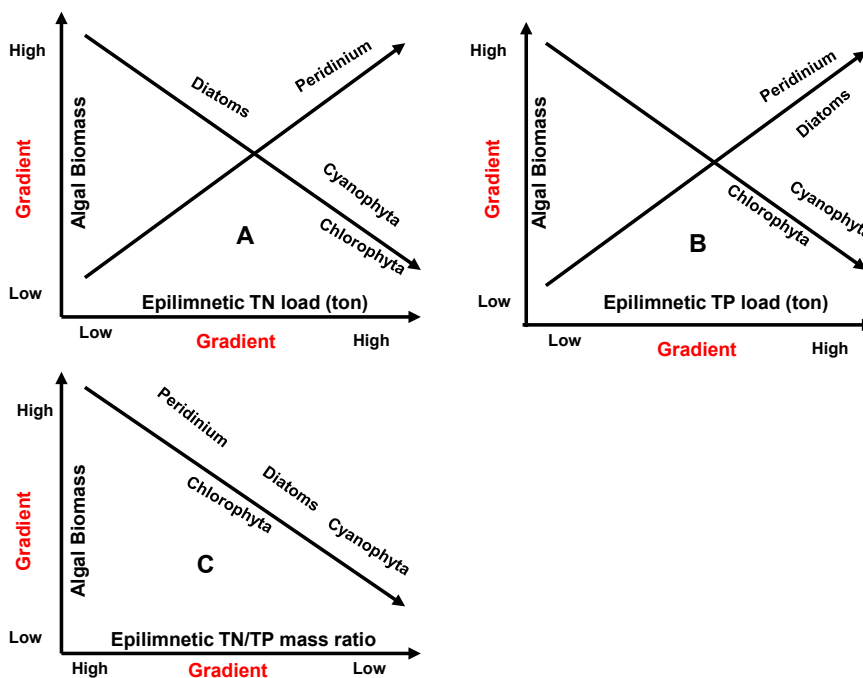 High
Gradient
Algal Biomass
Low
Diatoms
Peridinium
Cyanophyta
Chlorophyta
A
Epilimnetic TN load (ton)
Low
Gradient
High
High
Gradient
Algal Biomass
Low
Peridinium
Diatoms
Chlorophyta
Cyanophyta
B
Epilimnetic TP load (ton)
Low
Gradient
High
High
Gradient
Algal Biomass
Low
Peridinium
Chlorophyta
Diatoms
Cyanophyta
C
Epilimnetic TN/TP mass ratio
High
Gradient
Low